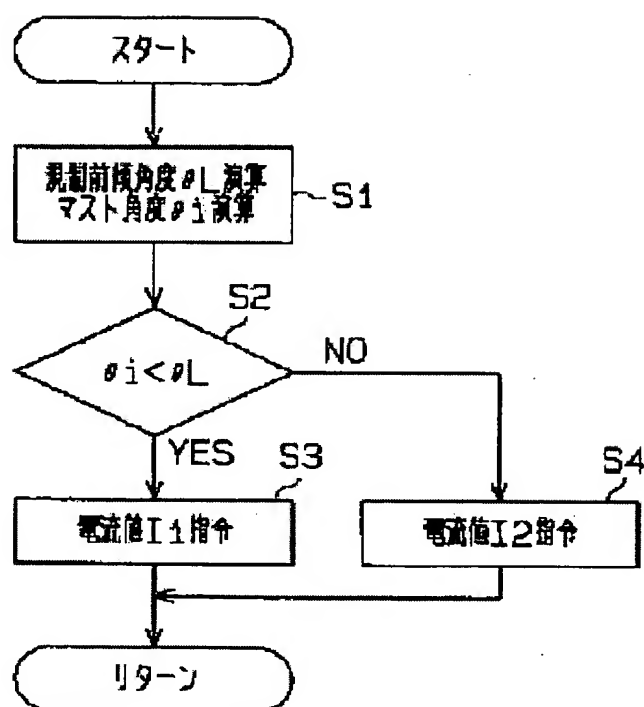 スタート
規制前傾角度θL演算
マスト角度θi演算
S1
S2
θi<θL
NO
YES
S3
S4
電流値I1指令
電流値I2指令
リターン